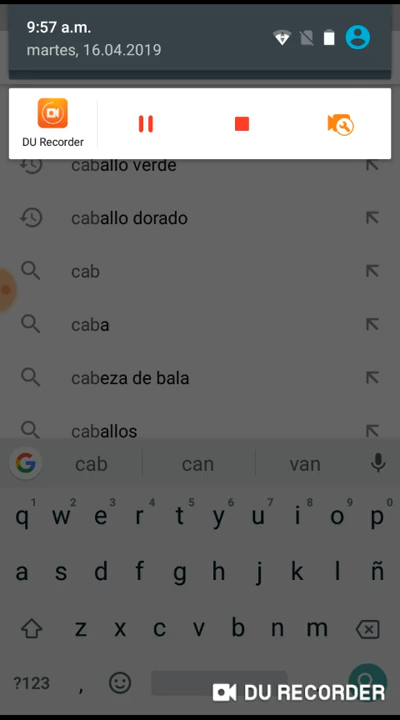 9:57 a.m.
martes, 16.04.2019
DU Recorder
caballo verde
caballo dorado
cab
caba
cabeza de bala
caballos
G cab can van
1 2 3 4 5 6 7 8 9 0
q w e r t y u i o p
a s d f g h j k l ñ
z x c v b n m
?123 ,
DU RECORDER